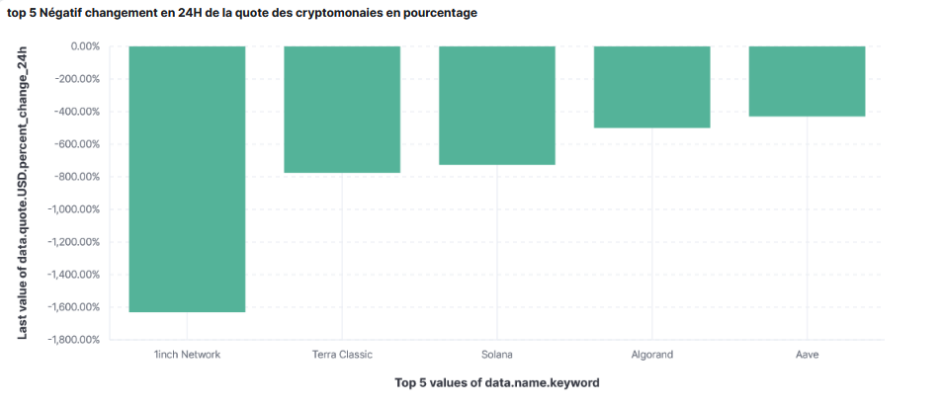 top 5 Négatif changement en 24H de la quote des cryptomonaies en pourcentage
Last value of data.quote.USD.percent_change_24h
0.00%
-200.00%
-400.00%
-600.00%
-800.00%
-1,000.00%
-1,200.00%
-1,400.00%
-1,600.00%
-1,800.00%
1inch Network
Terra Classic
Solana
Algorand
Aave
Top 5 values of data.name.keyword